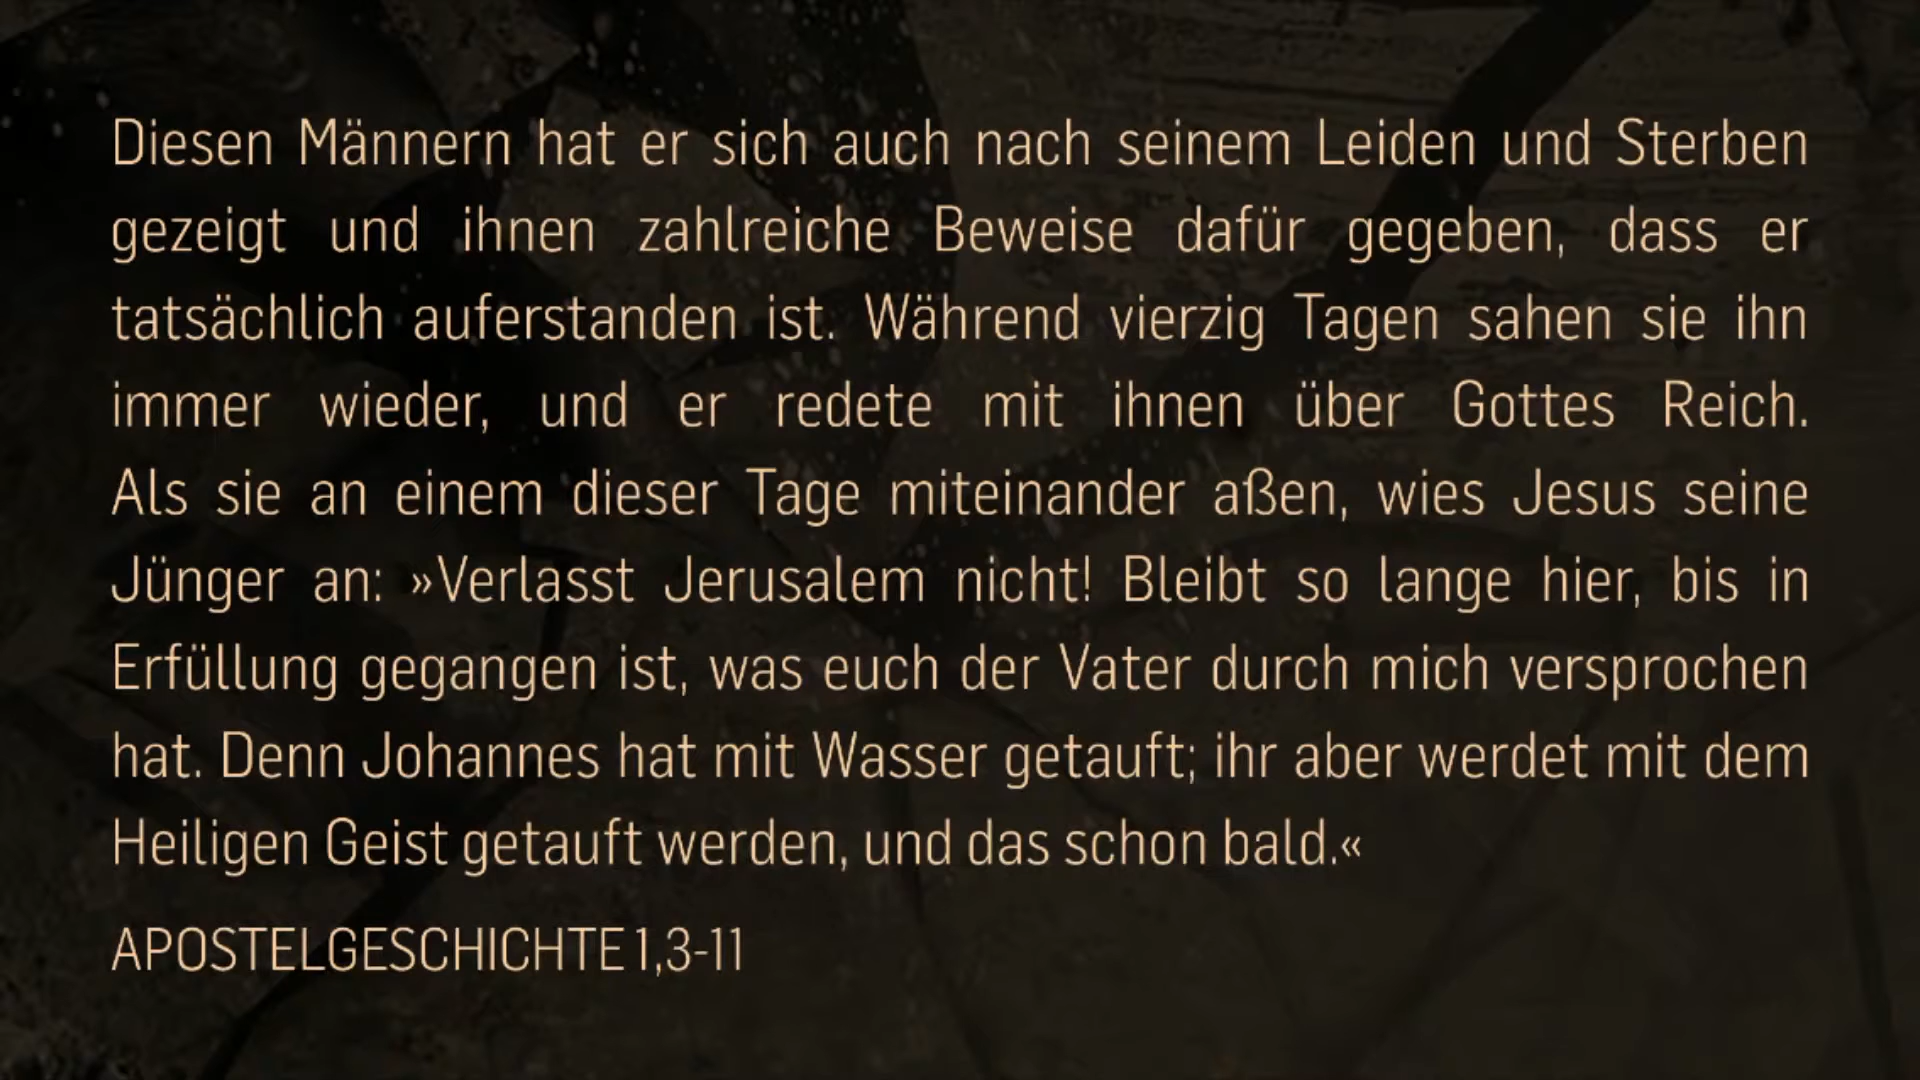 Diesen Männern hat er sich auch nach seinem Leiden und Sterben
gezeigt und ihnen zahlreiche Beweise dafür gegeben, dass er
tatsächlich auferstanden ist. Während vierzig Tagen sahen sie ihn
immer wieder, und er redete mit ihnen über Gottes Reich.
Als sie an einem dieser Tage miteinander aßen, wies Jesus seine
Jünger an: »Verlasst Jerusalem nicht! Bleibt so lange hier, bis in
Erfüllung gegangen ist, was euch der Vater durch mich versprochen
hat. Denn Johannes hat mit Wasser getauft; ihr aber werdet mit dem
Heiligen Geist getauft werden, und das schon bald.«
APOSTELGESCHICHTE 1,3-11